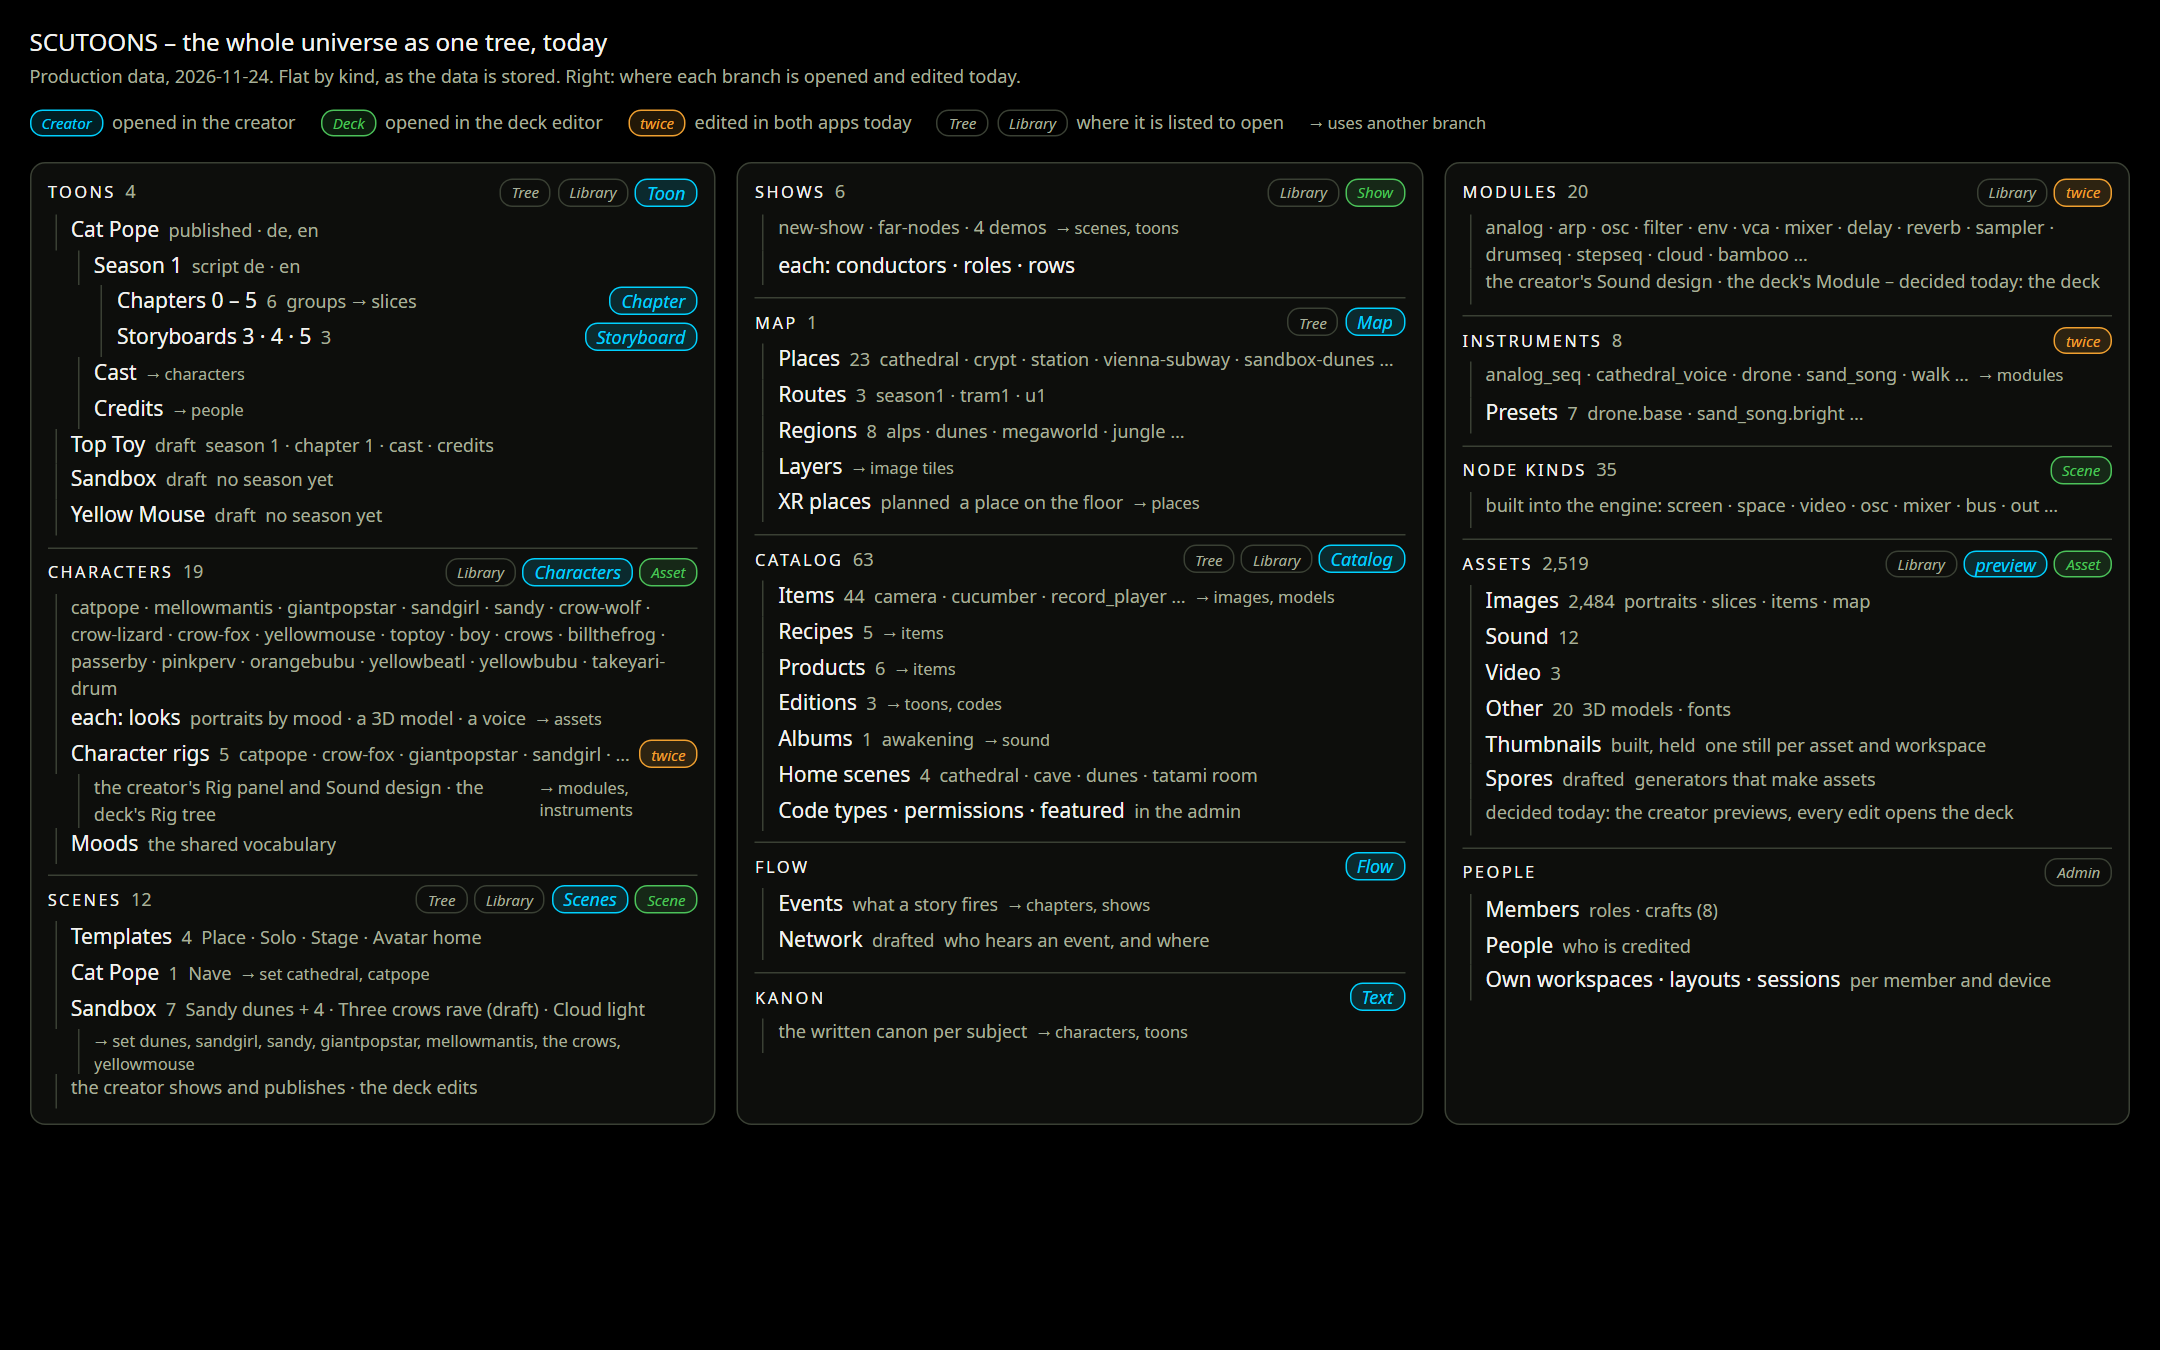 SCUTOONS – the whole universe as one tree, today
Production data, 2026-11-24. Flat by kind, as the data is stored. Right: where each branch is opened and edited today.
Creator opened in the creator Deck opened in the deck editor twice edited in both apps today Tree Library where it is listed to open → uses another branch
TOONS 4 Tree Library Toon
Cat Pope published · de, en
Season 1 script de · en
Chapters 0 – 5 6 groups → slices Chapter
Storyboards 3 · 4 · 5 3 Storyboard
Cast → characters
Credits → people
Top Toy draft season 1 · chapter 1 · cast · credits
Sandbox draft no season yet
Yellow Mouse draft no season yet
CHARACTERS 19 Library Characters Asset
catpope · mellowmantis · giantpopstar · sandgirl · sandy · crow-wolf ·
crow-lizard · crow-fox · yellowmouse · toptoy · boy · crows · billthefrog ·
passerby · pinkperv · orangebubu · yellowbeatl · yellowbubu · takeyari-
drum
each: looks portraits by mood · a 3D model · a voice → assets
Character rigs 5 catpope · crow-fox · giantpopstar · sandgirl · ... twice
the creator's Rig panel and Sound design · the
deck's Rig tree
→ modules,
instruments
Moods the shared vocabulary
SCENES 12 Tree Library Scenes Scene
Templates 4 Place · Solo · Stage · Avatar home
Cat Pope 1 Nave → set cathedral, catpope
Sandbox 7 Sandy dunes + 4 · Three crows rave (draft) · Cloud light
→ set dunes, sandgirl, sandy, giantpopstar, mellowmantis, the crows,
yellowmouse
the creator shows and publishes · the deck edits
SHOWS 6 Library Show
new-show · far-nodes · 4 demos → scenes, toons
each: conductors · roles · rows
MAP 1 Tree Map
Places 23 cathedral · crypt · station · vienna-subway · sandbox-dunes ...
Routes 3 season1 · tram1 · u1
Regions 8 alps · dunes · megaworld · jungle ...
Layers → image tiles
XR places planned a place on the floor → places
CATALOG 63 Tree Library Catalog
Items 44 camera · cucumber · record_player ... → images, models
Recipes 5 → items
Products 6 → items
Editions 3 → toons, codes
Albums 1 awakening → sound
Home scenes 4 cathedral · cave · dunes · tatami room
Code types · permissions · featured in the admin
FLOW Flow
Events what a story fires → chapters, shows
Network drafted who hears an event, and where
KANON Text
the written canon per subject → characters, toons
MODULES 20 Library twice
analog · arp · osc · filter · env · vca · mixer · delay · reverb · sampler ·
drumseq · stepseq · cloud · bamboo ...
the creator's Sound design · the deck's Module – decided today: the deck
INSTRUMENTS 8 twice
analog_seq · cathedral_voice · drone · sand_song · walk ... → modules
Presets 7 drone.base · sand_song.bright ...
NODE KINDS 35 Scene
built into the engine: screen · space · video · osc · mixer · bus · out ...
ASSETS 2,519 Library preview Asset
Images 2,484 portraits · slices · items · map
Sound 12
Video 3
Other 20 3D models · fonts
Thumbnails built, held one still per asset and workspace
Spores drafted generators that make assets
decided today: the creator previews, every edit opens the deck
PEOPLE Admin
Members roles · crafts (8)
People who is credited
Own workspaces · layouts · sessions per member and device